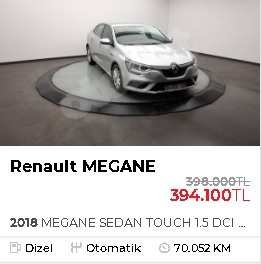 Renault MEGANE
398.000TL
394.100TL
2018 MEGANE SEDAN TOUCH 1.5 DCI ...
Dizel Otomatik 70.052 KM